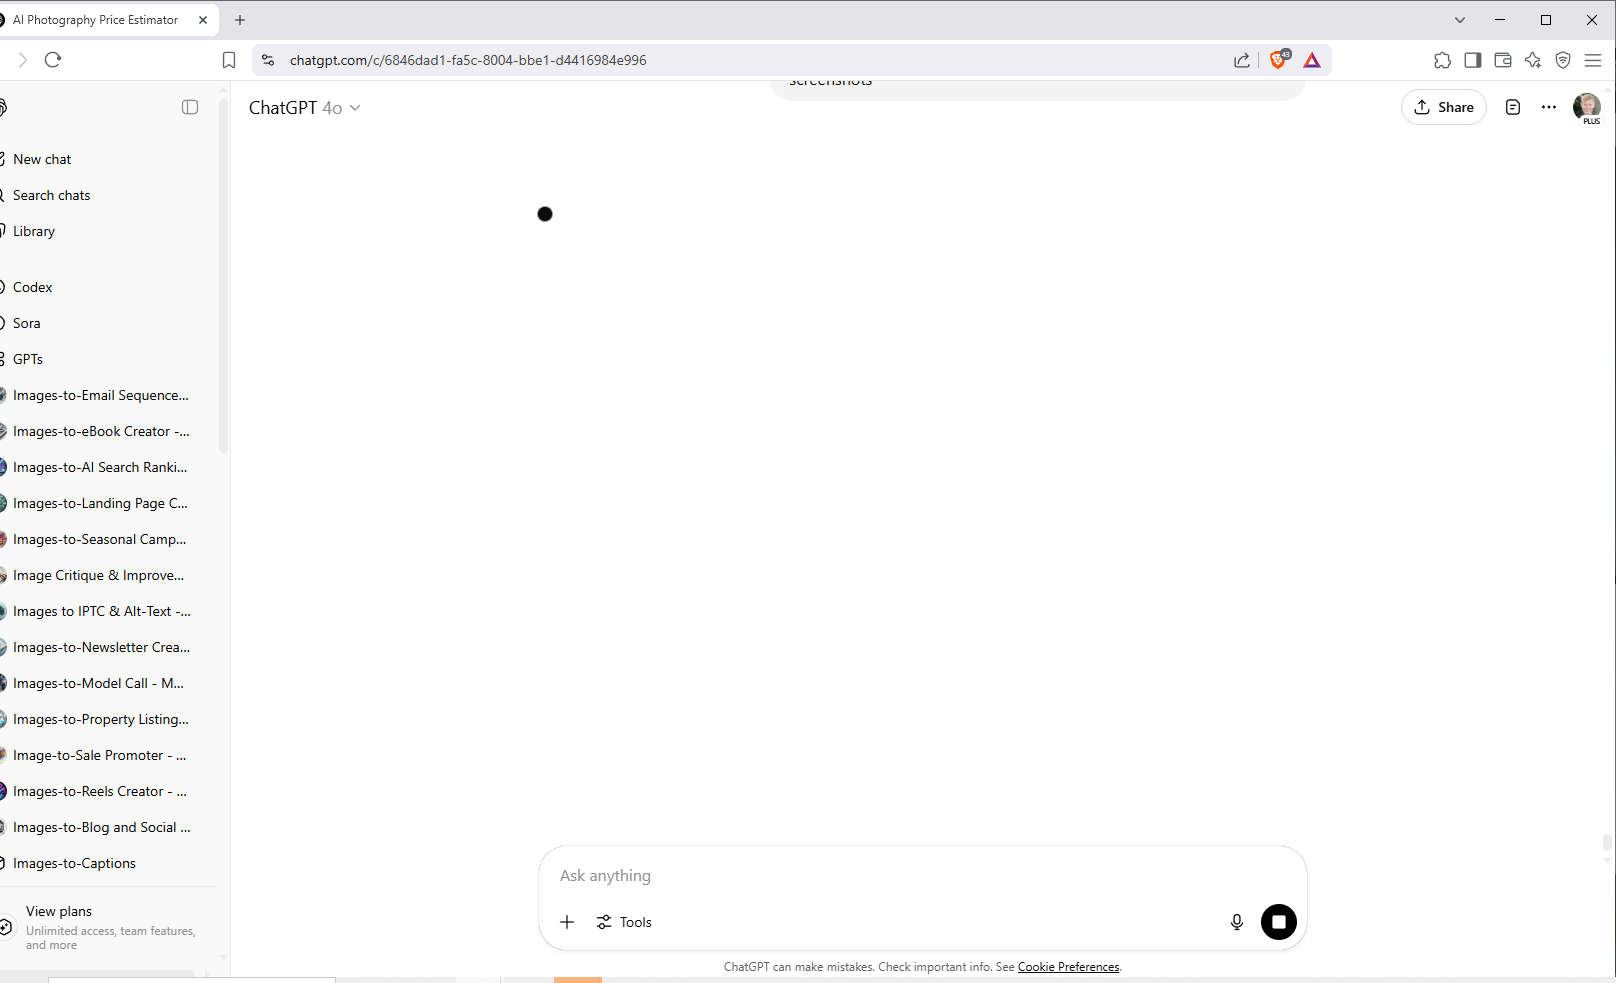 AI Photography Price Estimator
chatgpt.com/c/6846dad1-fa5c-8004-bbe1-d4416984e996
43
screenshots
ChatGPT 4o
Share
PLUS
New chat
Search chats
Library
Codex
Sora
GPTs
Images-to-Email Sequence...
Images-to-eBook Creator -...
Images-to-AI Search Ranki...
Images-to-Landing Page C...
Images-to-Seasonal Camp...
Image Critique & Improve...
Images to IPTC & Alt-Text -...
Images-to-Newsletter Crea...
Images-to-Model Call - M...
Images-to-Property Listing...
Image-to-Sale Promoter - ...
Images-to-Reels Creator - ...
Images-to-Blog and Social ...
Images-to-Captions
View plans
Unlimited access, team features,
and more
Ask anything
Tools
ChatGPT can make mistakes. Check important info. See Cookie Preferences.